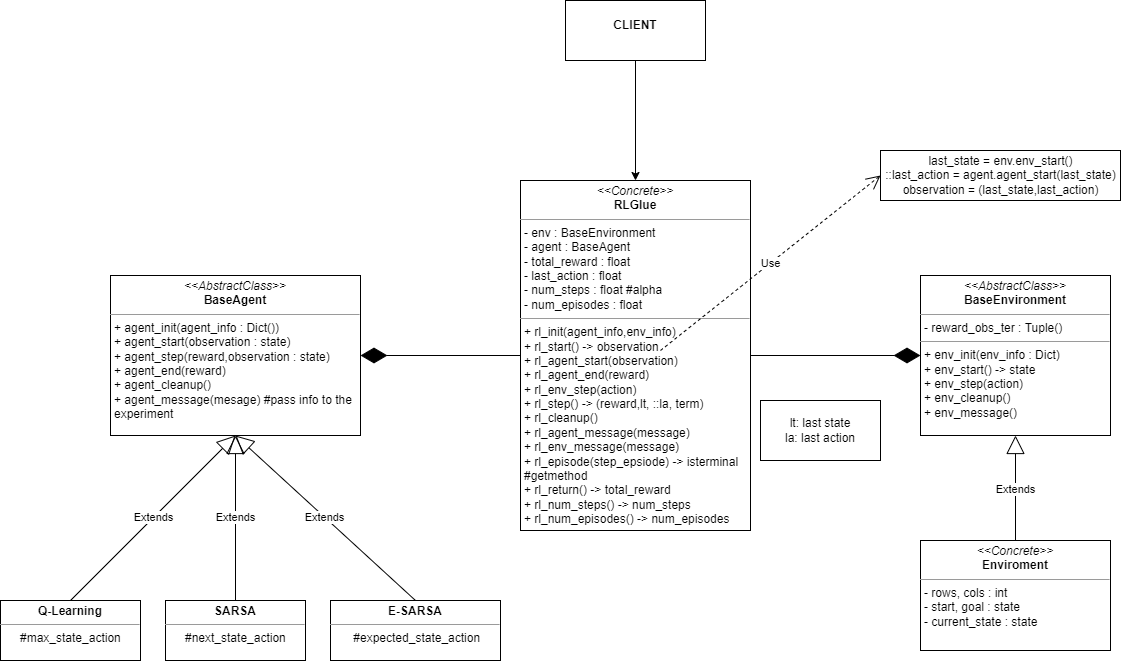 CLIENT
last_state = env.env_start()
::last_action = agent.agent_start(last_state)
observation = (last_state,last_action)
<<Concrete>>
RLGlue
- env : BaseEnvironment
- agent : BaseAgent
- total_reward : float
- last_action : float
- num_steps : float #alpha
- num_episodes : float
+ rl_init(agent_info,env_info)
+ rl_start() -> observation
+ rl_agent_start(observation)
+ rl_agent_end(reward)
+ rl_env_step(action)
+ rl_step() -> (reward,lt, ::la, term)
+ rl_cleanup()
+ rl_agent_message(message)
+ rl_env_message(message)
+ rl_episode(step_epsiode) -> isterminal
#getmethod
+ rl_return() -> total_reward
+ rl_num_steps() -> num_steps
+ rl_num_episodes() -> num_episodes
Use
<<AbstractClass>>
BaseAgent
+ agent_init(agent_info : Dict())
+ agent_start(observation : state)
+ agent_step(reward,observation : state)
+ agent_end(reward)
+ agent_cleanup()
+ agent_message(mesage) #pass info to the
experiment
<<AbstractClass>>
BaseEnvironment
- reward_obs_ter : Tuple()
+ env_init(env_info : Dict)
+ env_start() -> state
+ env_step(action)
+ env_cleanup()
+ env_message()
lt: last state
la: last action
Extends
Extends
Extends
Extends
Q-Learning
#max_state_action
SARSA
#next_state_action
E-SARSA
#expected_state_action
<<Concrete>>
Enviroment
- rows, cols : int
- start, goal : state
- current_state : state